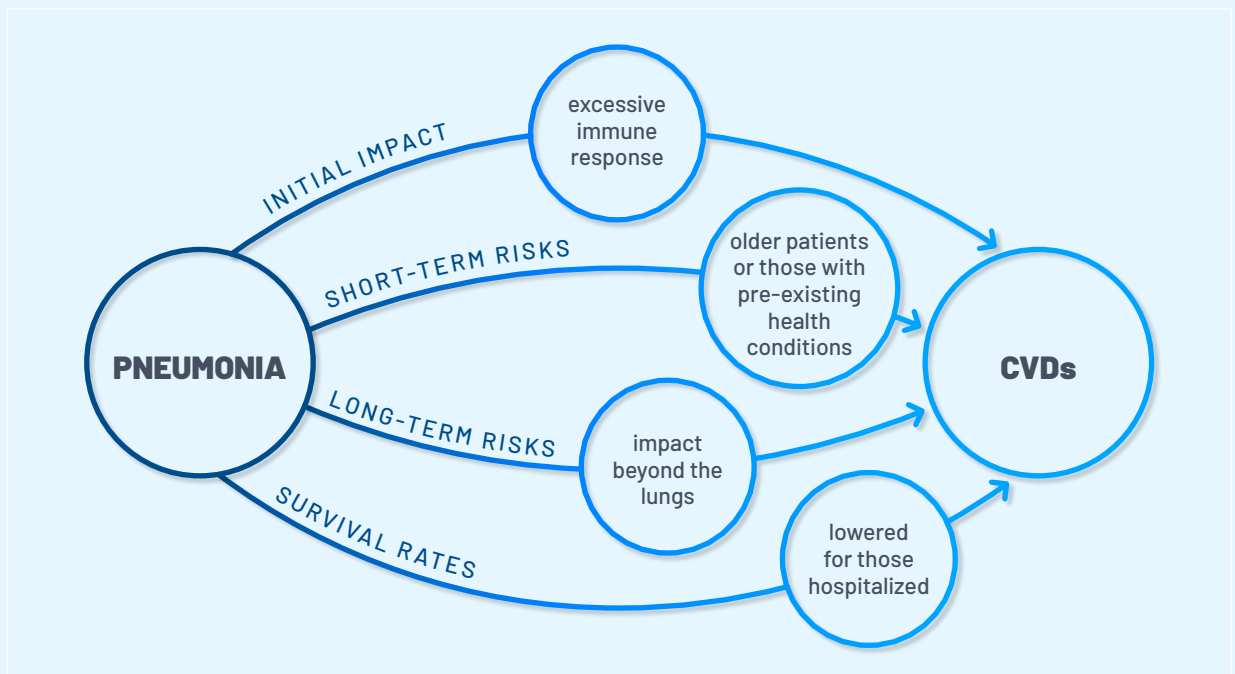 PNEUMONIA
INITIAL IMPACT
excessive
immune
response
SHORT-TERM RISKS
older patients
or those with
pre-existing
health
conditions
LONG-TERM RISKS
impact
beyond the
lungs
SURVIVAL RATES
lowered
for those
hospitalized
CVDs